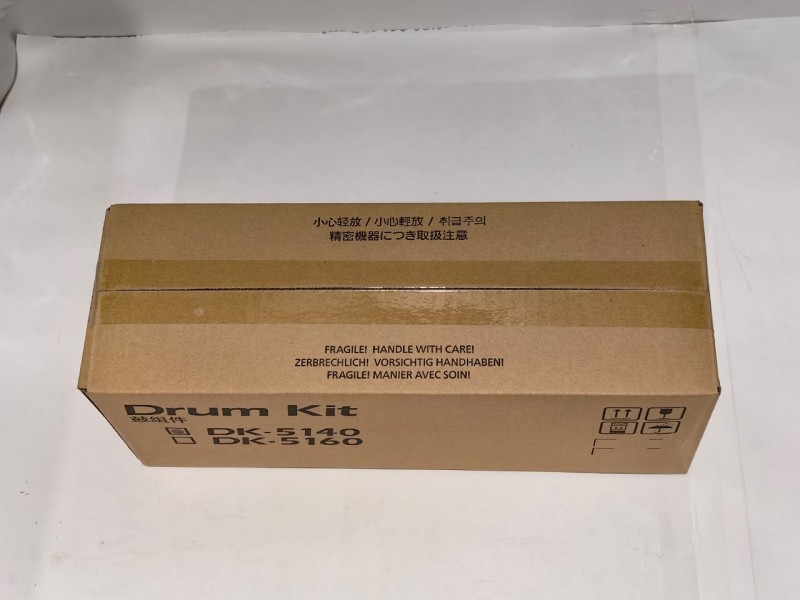 小心轻放 / 小心輕放 / 취급주의
精密機器につき取扱注意
FRAGILE! HANDLE WITH CARE!
ZERBRECHLICH! VORSICHTIG HANDHABEN!
FRAGILE! MANIER AVEC SOIN!
Drum Kit
鼓组件
DK-5140
DK-5160